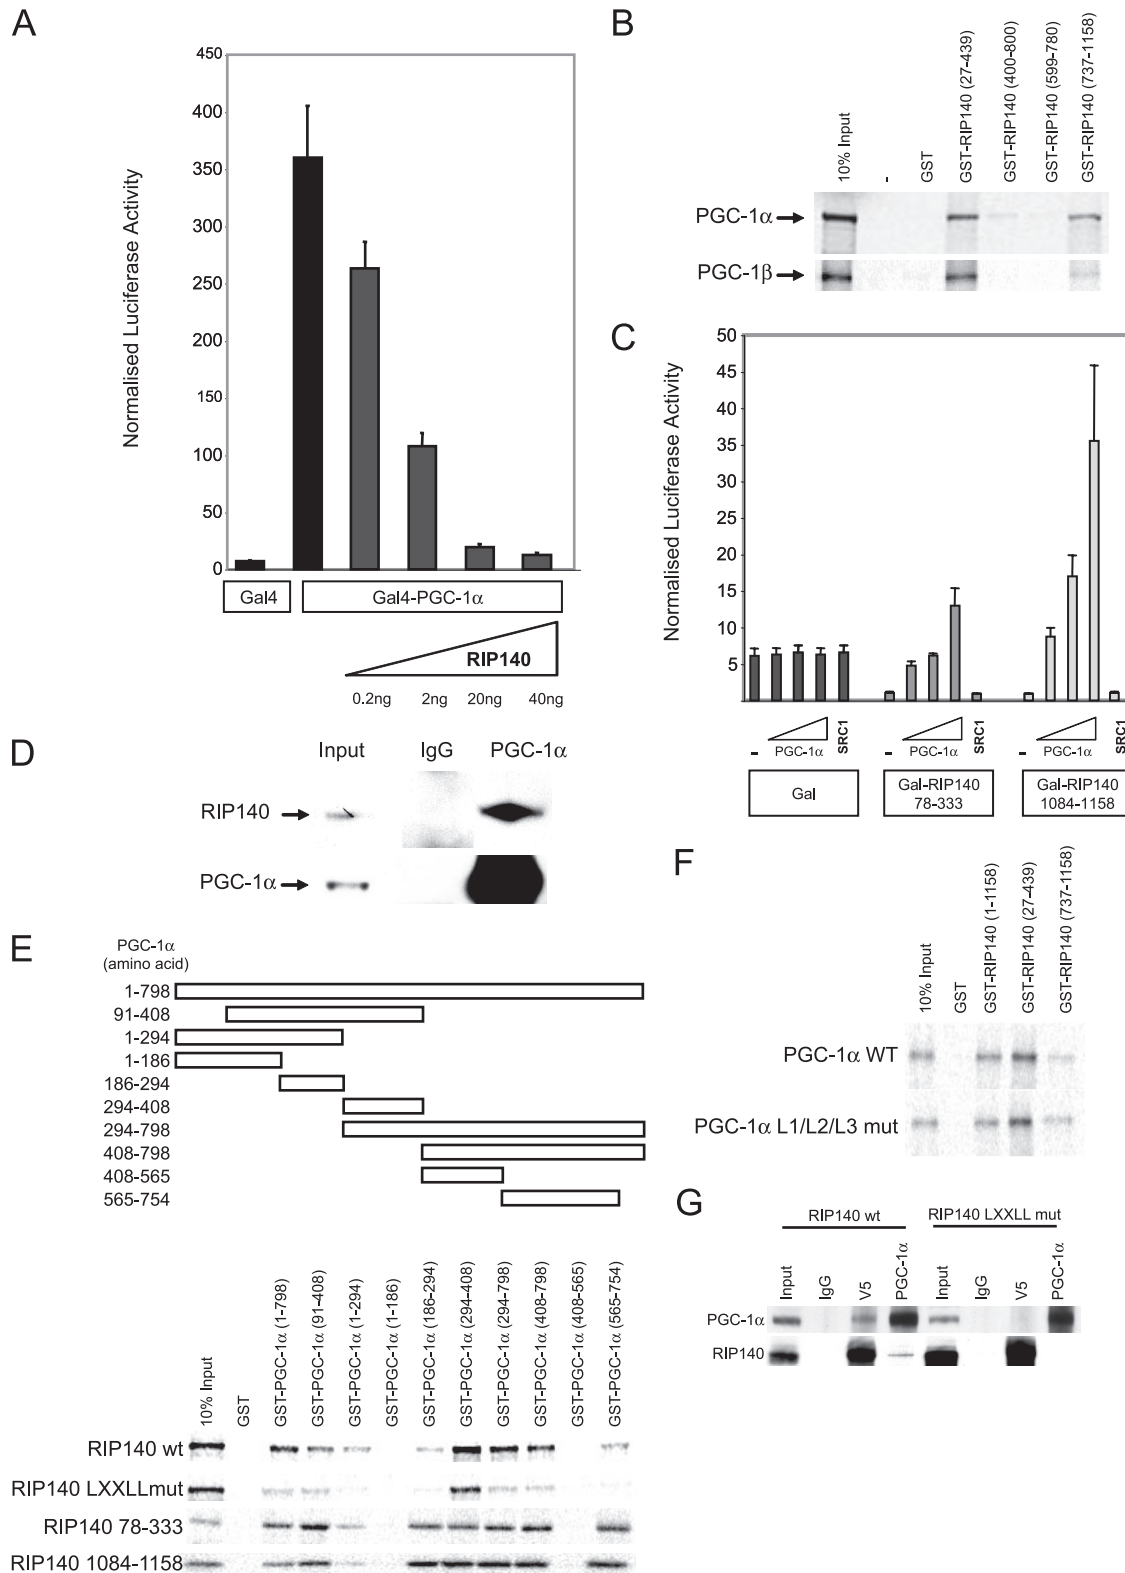 A
Normalised Luciferase Activity
450
400
350
300
250
200
150
100
50
0
Gal4
Gal4-PGC-1α
RIP140
0.2ng 2ng 20ng 40ng
B
10% Input
-
GST
GST-RIP140 (27-439)
GST-RIP140 (400-800)
GST-RIP140 (599-780)
GST-RIP140 (737-1158)
PGC-1α
PGC-1β
C
Normalised Luciferase Activity
50
45
40
35
30
25
20
15
10
5
- PGC-1α SRC1
- PGC-1α SRC1
- PGC-1α SRC1
Gal
Gal-RIP140
78-333
Gal-RIP140
1084-1158
D
Input IgG PGC-1α
RIP140
PGC-1α
E
PGC-1α
(amino acid)
1-798
91-408
1-294
1-186
186-294
294-408
294-798
408-798
408-565
565-754
10% Input
GST
GST-PGC-1α (1-798)
GST-PGC-1α (91-408)
GST-PGC-1α (1-294)
GST-PGC-1α (1-186)
GST-PGC-1α (186-294)
GST-PGC-1α (294-408)
GST-PGC-1α (294-798)
GST-PGC-1α (408-798)
GST-PGC-1α (408-565)
GST-PGC-1α (565-754)
RIP140 wt
RIP140 LXXLLmut
RIP140 78-333
RIP140 1084-1158
F
10% Input
GST
GST-RIP140 (1-1158)
GST-RIP140 (27-439)
GST-RIP140 (737-1158)
PGC-1α WT
PGC-1α L1/L2/L3 mut
G
RIP140 wt RIP140 LXXLL mut
Input
IgG
V5
PGC-1α
Input
IgG
V5
PGC-1α
PGC-1α
RIP140